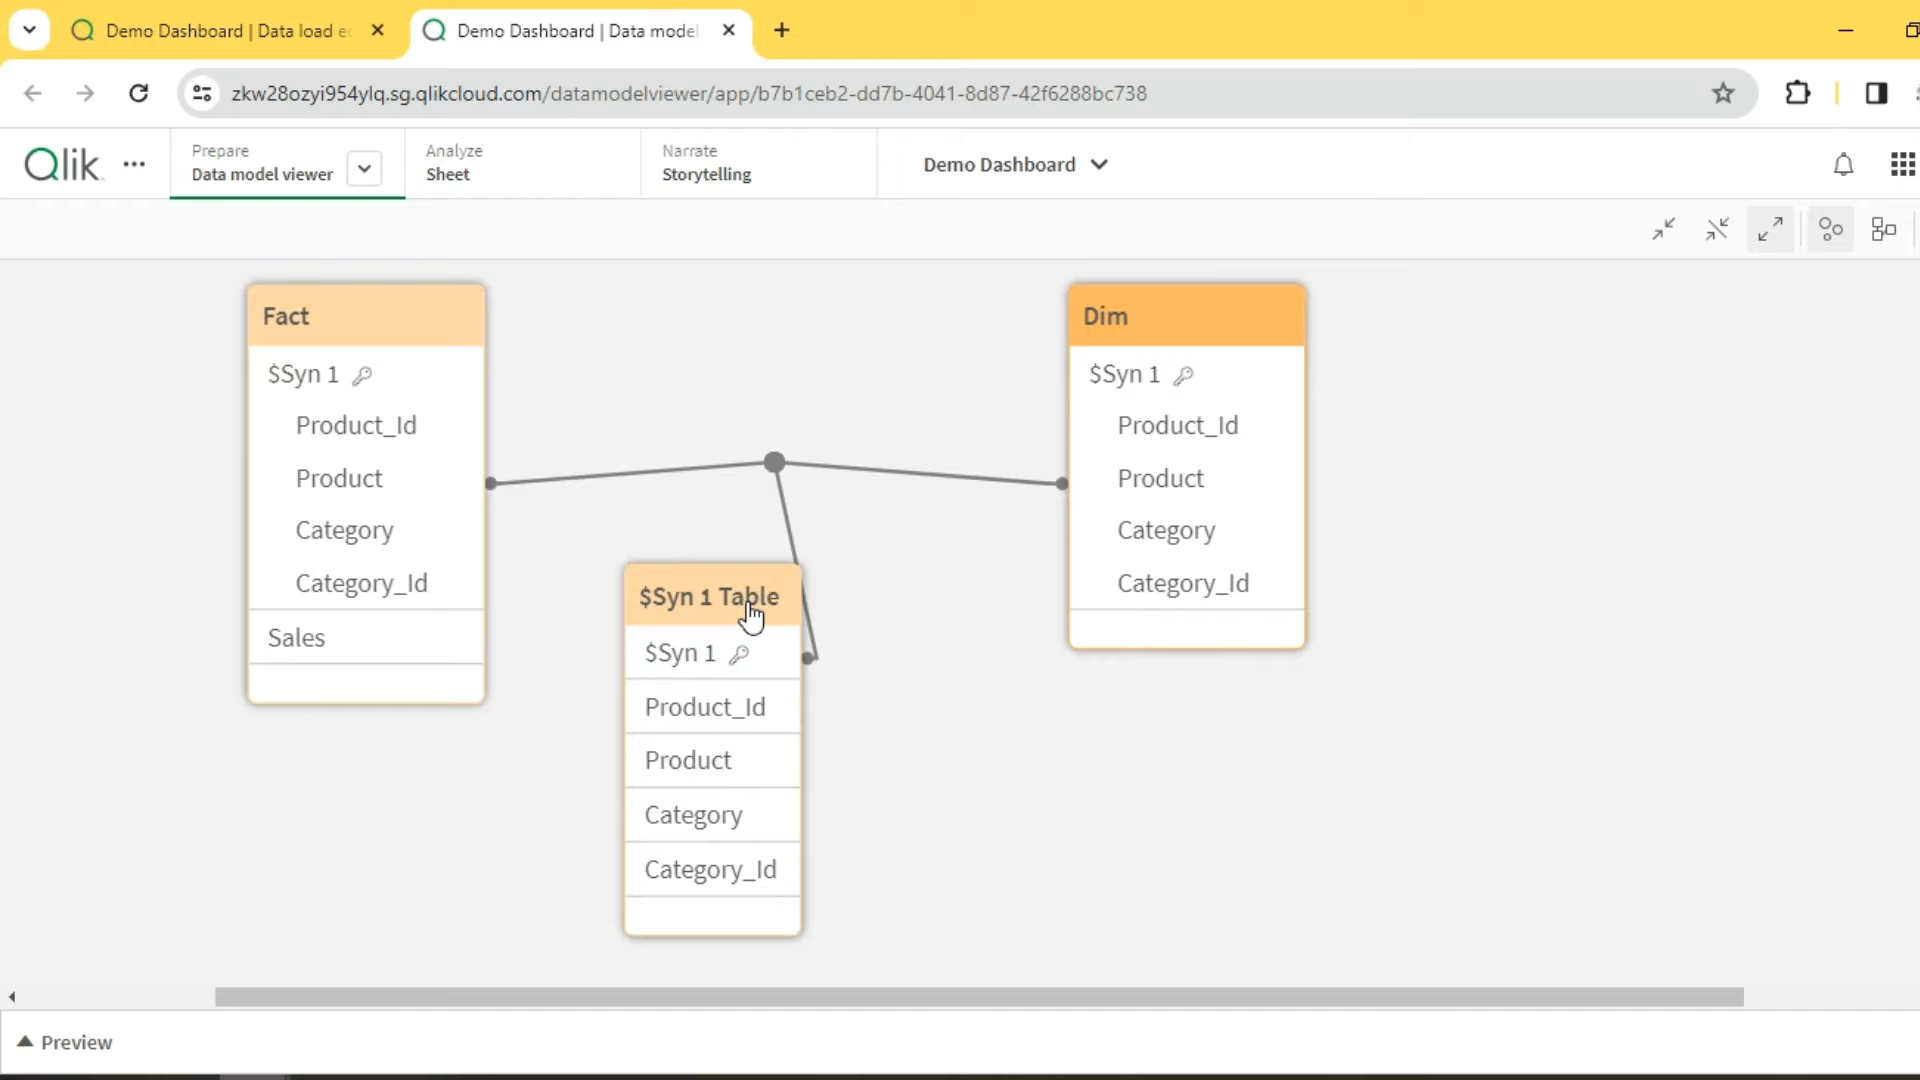 Demo Dashboard | Data load e
Demo Dashboard | Data model
zkw28ozyi954ylq.sg.qlikcloud.com/datamodelviewer/app/b7b1ceb2-dd7b-4041-8d87-42f6288bc738
Qlik
Prepare
Data model viewer
Analyze
Sheet
Narrate
Storytelling
Demo Dashboard
Fact
$Syn 1
Product_Id
Product
Category
Category_Id
Sales
$Syn 1 Table
$Syn 1
Product_Id
Product
Category
Category_Id
Dim
$Syn 1
Product_Id
Product
Category
Category_Id
Preview